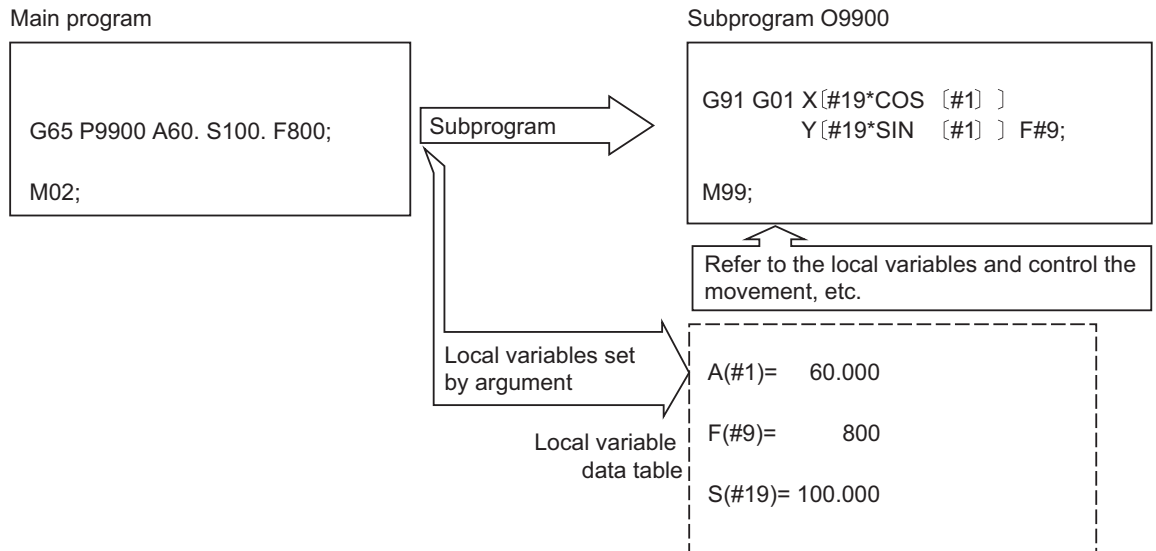 Main program
G65 P9900 A60. S100. F800;
M02;
Subprogram
Subprogram O9900
G91 G01 X〔#19*COS 〔#1〕 〕
Y〔#19*SIN 〔#1〕 〕 F#9;
M99;
Refer to the local variables and control the
movement, etc.
Local variables set
by argument
Local variable
data table
A(#1)= 60.000
F(#9)= 800
S(#19)= 100.000